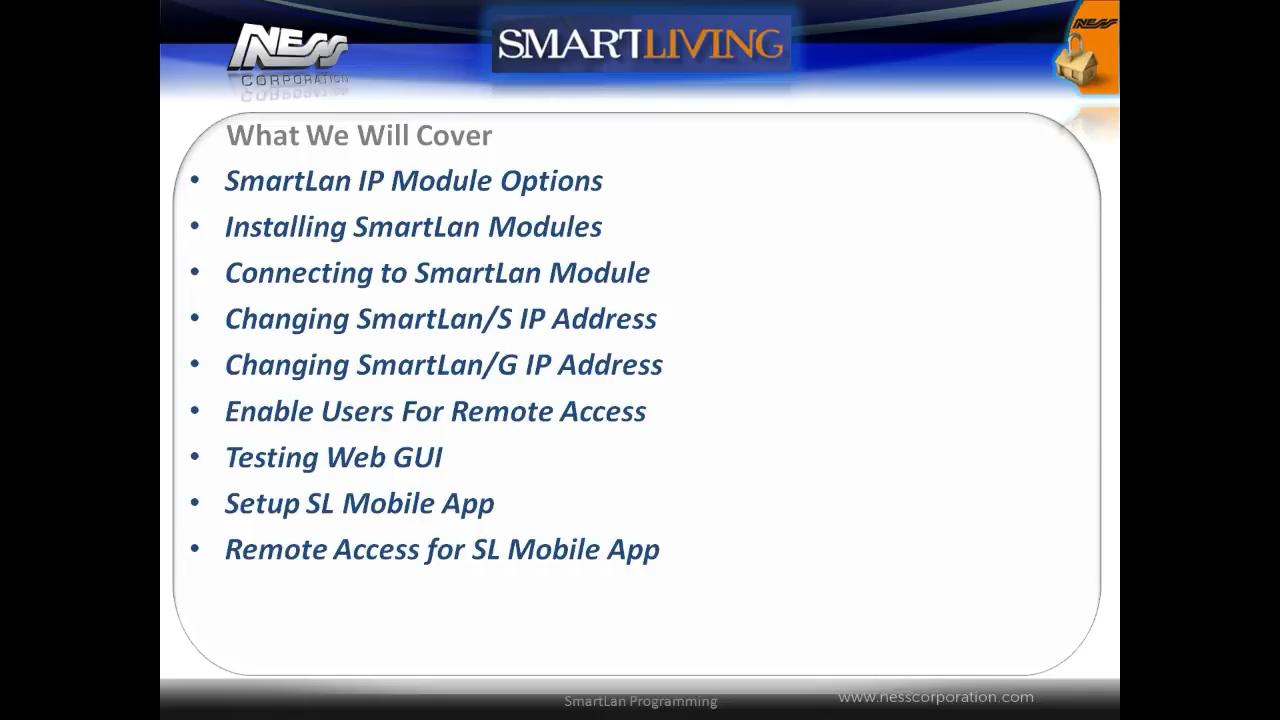 NESS
CORPORATION
SMARTLIVING
NESS
What We Will Cover
• SmartLan IP Module Options
• Installing SmartLan Modules
• Connecting to SmartLan Module
• Changing SmartLan/S IP Address
• Changing SmartLan/G IP Address
• Enable Users For Remote Access
• Testing Web GUI
• Setup SL Mobile App
• Remote Access for SL Mobile App
SmartLan Programming
www.nesscorporation.com